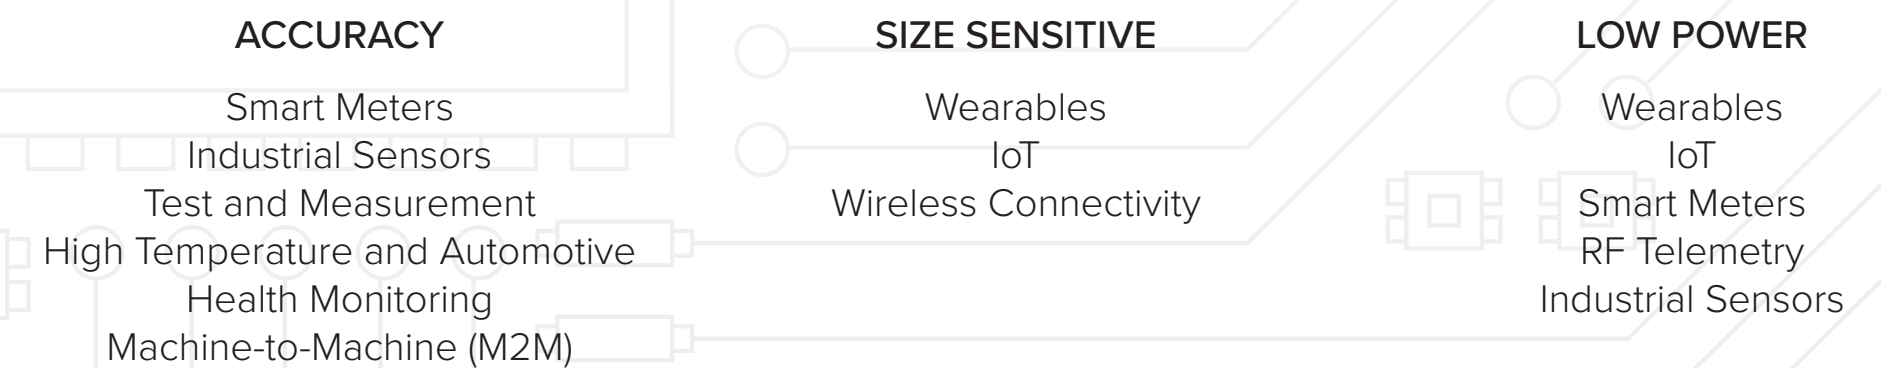 ACCURACY
Smart Meters
Industrial Sensors
Test and Measurement
High Temperature and Automotive
Health Monitoring
Machine-to-Machine (M2M)
SIZE SENSITIVE
Wearables
IoT
Wireless Connectivity
LOW POWER
Wearables
IoT
Smart Meters
RF Telemetry
Industrial Sensors